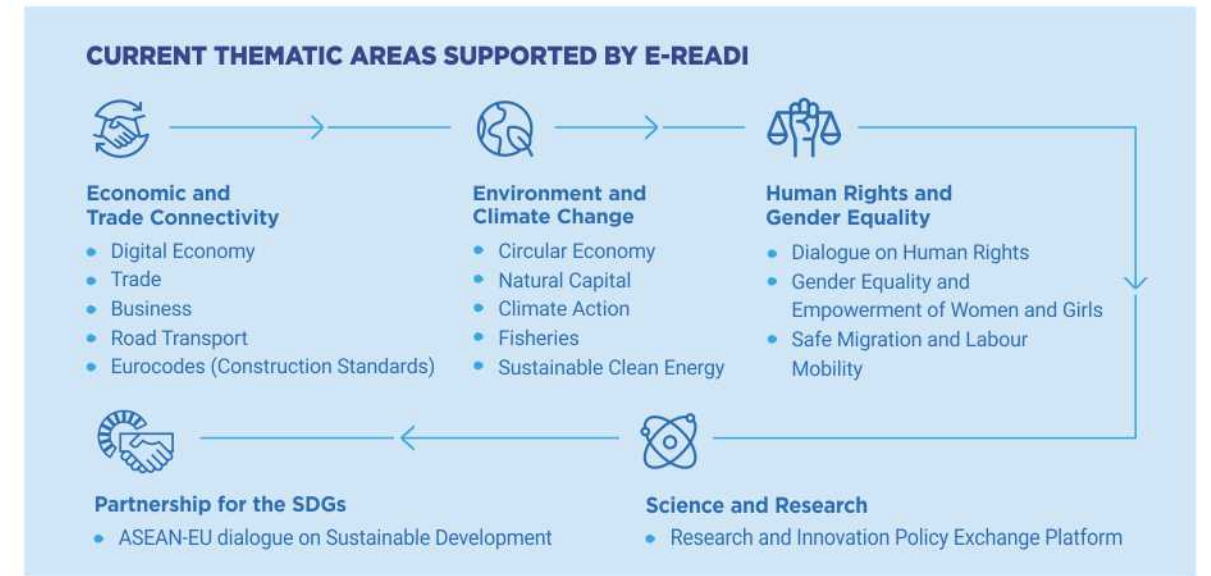 CURRENT THEMATIC AREAS SUPPORTED BY E-READI
Economic and
Trade Connectivity
• Digital Economy
• Trade
• Business
• Road Transport
• Eurocodes (Construction Standards)
Environment and
Climate Change
• Circular Economy
• Natural Capital
• Climate Action
• Fisheries
• Sustainable Clean Energy
Human Rights and
Gender Equality
• Dialogue on Human Rights
• Gender Equality and
Empowerment of Women and Girls
• Safe Migration and Labour
Mobility
Partnership for the SDGs
• ASEAN-EU dialogue on Sustainable Development
Science and Research
• Research and Innovation Policy Exchange Platform